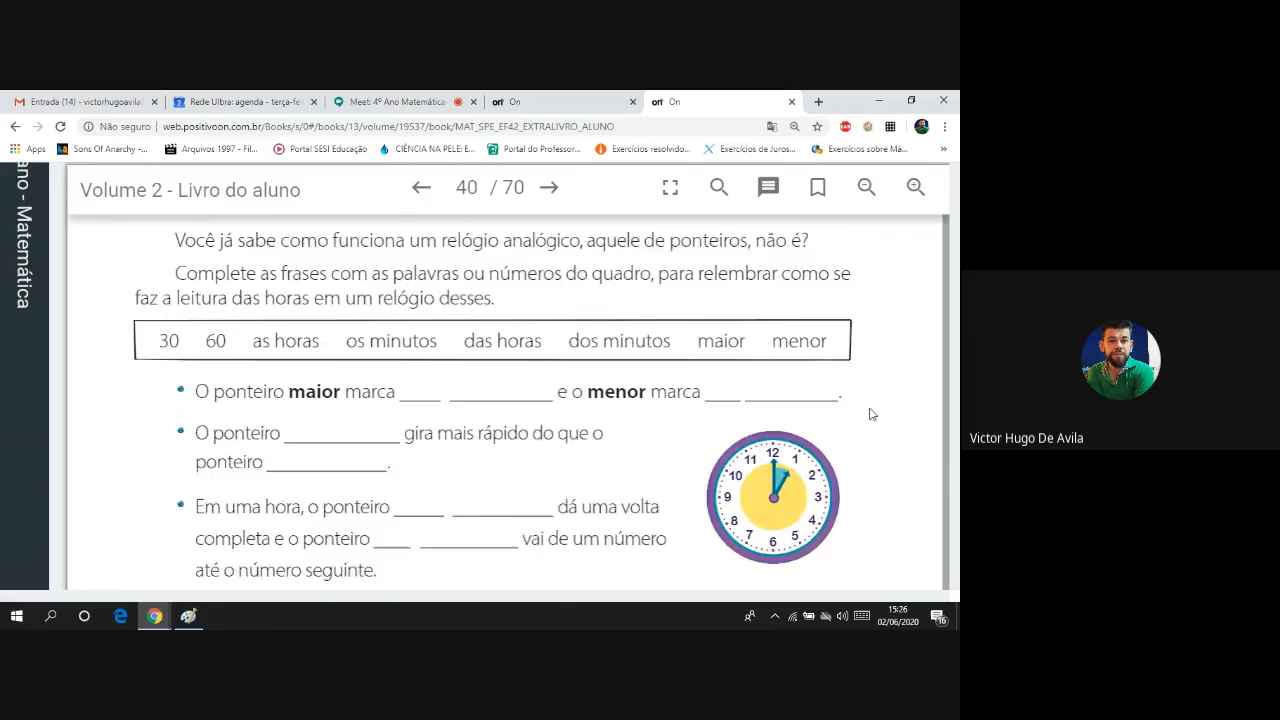 Entrada (14) - victorhugoavila
Rede Ulbra: agenda - terça-fei
Meet: 4º Ano Matemática
on On
on On
Não seguro
web.positivoon.com.br/Books/s/0#/books/13/volume/19537/book/MAT_SPE_EF42_EXTRALIVRO_ALUNO
Apps
Sons Of Anarchy -...
Arquivos 1997 - Fil...
Portal SESI Educação
CIÊNCIA NA PELE: E...
Portal do Professor...
Exercícios resolvido...
Exercícios de Juros...
Exercícios sobre Má...
»
ano - Matemática
Volume 2 - Livro do aluno
40 / 70
Você já sabe como funciona um relógio analógico, aquele de ponteiros, não é?
Complete as frases com as palavras ou números do quadro, para relembrar como se
faz a leitura das horas em um relógio desses.
30 60 as horas os minutos das horas dos minutos maior menor
O ponteiro maior marca ____ __________ e o menor marca ____ _________.
O ponteiro ___________ gira mais rápido do que o
ponteiro ___________.
Em uma hora, o ponteiro _____ __________ dá uma volta
completa e o ponteiro ____ __________ vai de um número
até o número seguinte.
12
1
2
3
4
5
6
7
8
9
10
11
Victor Hugo De Avila
15:26
02/06/2020
16